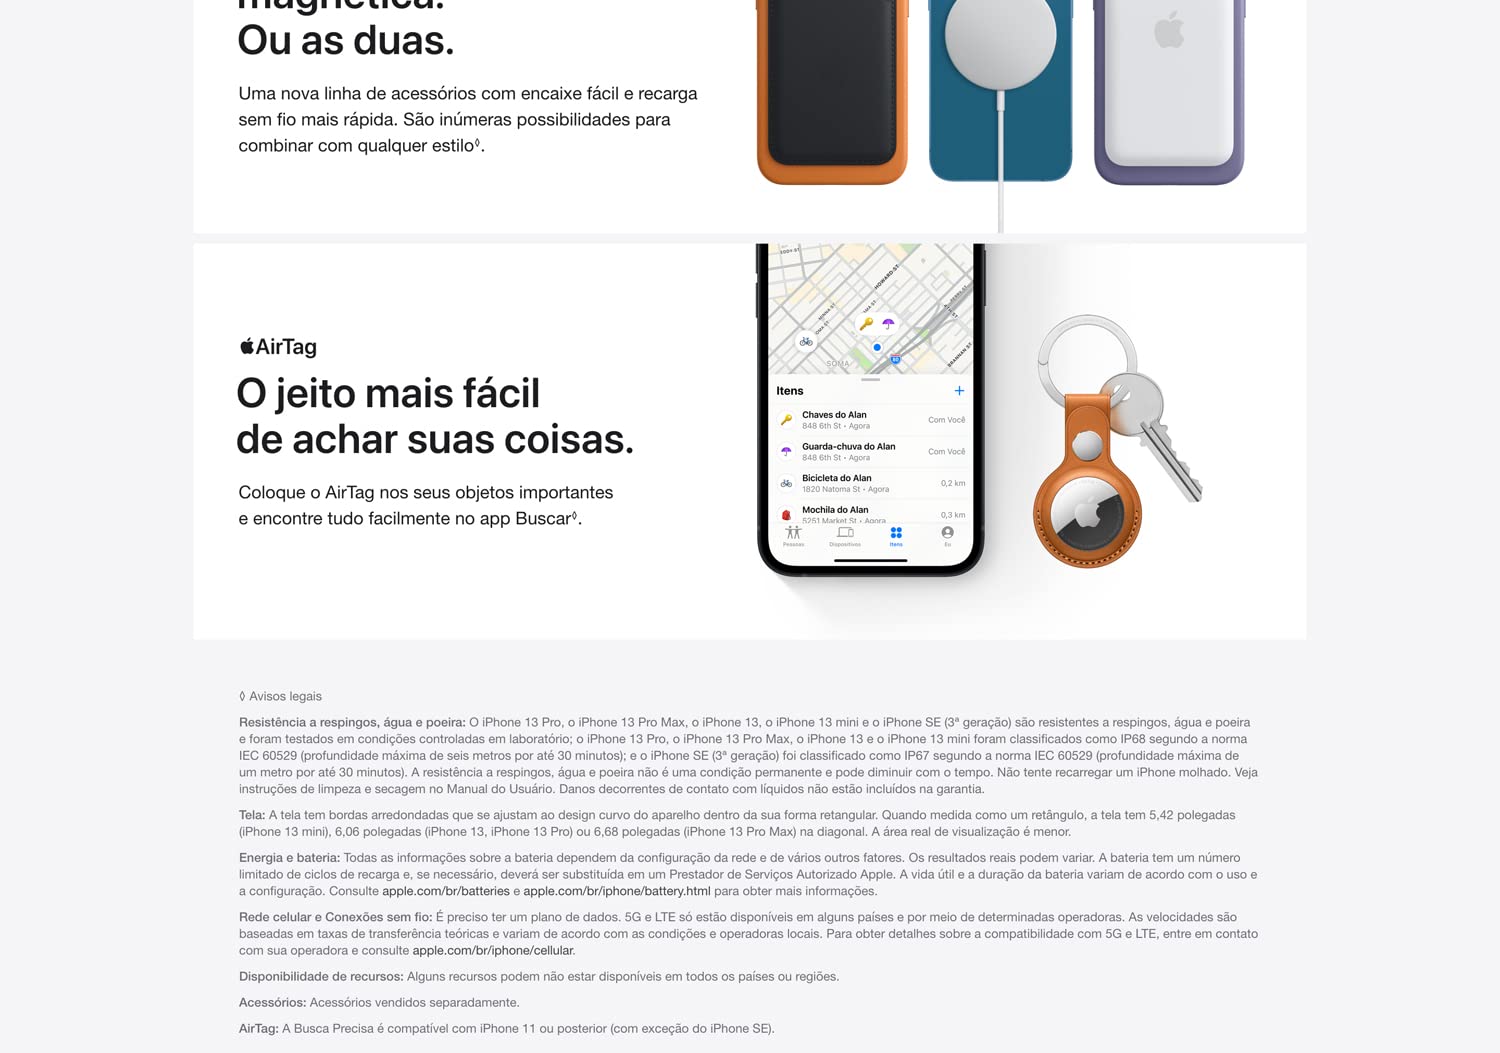 magnética.
Ou as duas.
Uma nova linha de acessórios com encaixe fácil e recarga
sem fio mais rápida. São inúmeras possibilidades para
combinar com qualquer estilo◊.
AirTag
O jeito mais fácil
de achar suas coisas.
Coloque o AirTag nos seus objetos importantes
e encontre tudo facilmente no app Buscar◊.
HOWARD ST
MINNA ST
BRANNAN ST
SOMA
80
Itens
Chaves do Alan
848 6th St • Agora
Com Você
Guarda-chuva do Alan
848 6th St • Agora
Com Você
Bicicleta do Alan
1820 Natoma St • Agora
0,2 km
Mochila do Alan
5251 Market St • Agora
0,3 km
Pessoas
Dispositivos
Itens
Eu
◊ Avisos legais
Resistência a respingos, água e poeira: O iPhone 13 Pro, o iPhone 13 Pro Max, o iPhone 13, o iPhone 13 mini e o iPhone SE (3ª geração) são resistentes a respingos, água e poeira
e foram testados em condições controladas em laboratório; o iPhone 13 Pro, o iPhone 13 Pro Max, o iPhone 13 e o iPhone 13 mini foram classificados como IP68 segundo a norma
IEC 60529 (profundidade máxima de seis metros por até 30 minutos); e o iPhone SE (3ª geração) foi classificado como IP67 segundo a norma IEC 60529 (profundidade máxima de
um metro por até 30 minutos). A resistência a respingos, água e poeira não é uma condição permanente e pode diminuir com o tempo. Não tente recarregar um iPhone molhado. Veja
instruções de limpeza e secagem no Manual do Usuário. Danos decorrentes de contato com líquidos não estão incluídos na garantia.
Tela: A tela tem bordas arredondadas que se ajustam ao design curvo do aparelho dentro da sua forma retangular. Quando medida como um retângulo, a tela tem 5,42 polegadas
(iPhone 13 mini), 6,06 polegadas (iPhone 13, iPhone 13 Pro) ou 6,68 polegadas (iPhone 13 Pro Max) na diagonal. A área real de visualização é menor.
Energia e bateria: Todas as informações sobre a bateria dependem da configuração da rede e de vários outros fatores. Os resultados reais podem variar. A bateria tem um número
limitado de ciclos de recarga e, se necessário, deverá ser substituída em um Prestador de Serviços Autorizado Apple. A vida útil e a duração da bateria variam de acordo com o uso e
a configuração. Consulte apple.com/br/batteries e apple.com/br/iphone/battery.html para obter mais informações.
Rede celular e Conexões sem fio: É preciso ter um plano de dados. 5G e LTE só estão disponíveis em alguns países e por meio de determinadas operadoras. As velocidades são
baseadas em taxas de transferência teóricas e variam de acordo com as condições e operadoras locais. Para obter detalhes sobre a compatibilidade com 5G e LTE, entre em contato
com sua operadora e consulte apple.com/br/iphone/cellular.
Disponibilidade de recursos: Alguns recursos podem não estar disponíveis em todos os países ou regiões.
Acessórios: Acessórios vendidos separadamente.
AirTag: A Busca Precisa é compatível com iPhone 11 ou posterior (com exceção do iPhone SE).